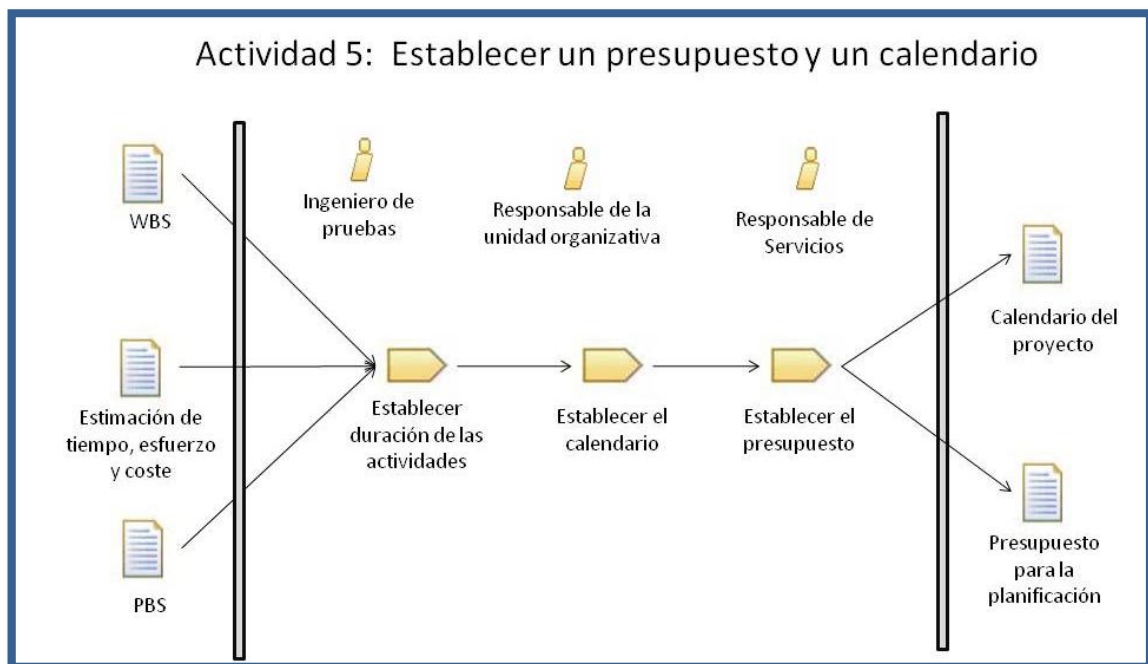 Actividad 5: Establecer un presupuesto y un calendario
WBS
Ingeniero de
pruebas
Responsable de la
unidad organizativa
Responsable de
Servicios
Calendario del
proyecto
Estimación de
tiempo, esfuerzo
y coste
Establecer
duración de las
actividades
Establecer el
calendario
Establecer el
presupuesto
PBS
Presupuesto
para la
planificación